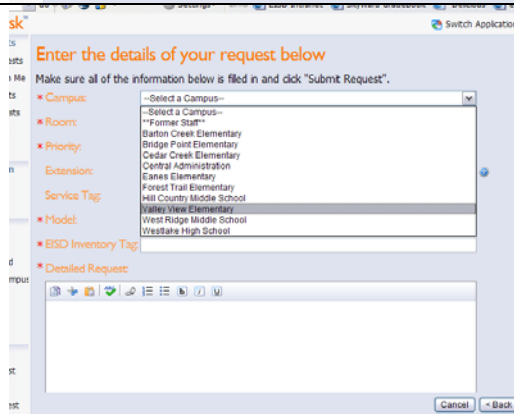 Settings
EISD Intranet
Skyward Gradebook
Delicious
sk
Switch Application
Enter the details of your request below
Make sure all of the information below is filled in and click "Submit Request".
* Campus:
--Select a Campus--
--Select a Campus--
**Former Staff**
Barton Creek Elementary
Bridge Point Elementary
Cedar Creek Elementary
Central Administration
Eanes Elementary
Forest Trail Elementary
Hill Country Middle School
Valley View Elementary
West Ridge Middle School
Westlake High School
* Room:
* Priority:
Extension:
Service Tag:
* Model:
* EISD Inventory Tag:
* Detailed Request:
b i u
Cancel
< Back